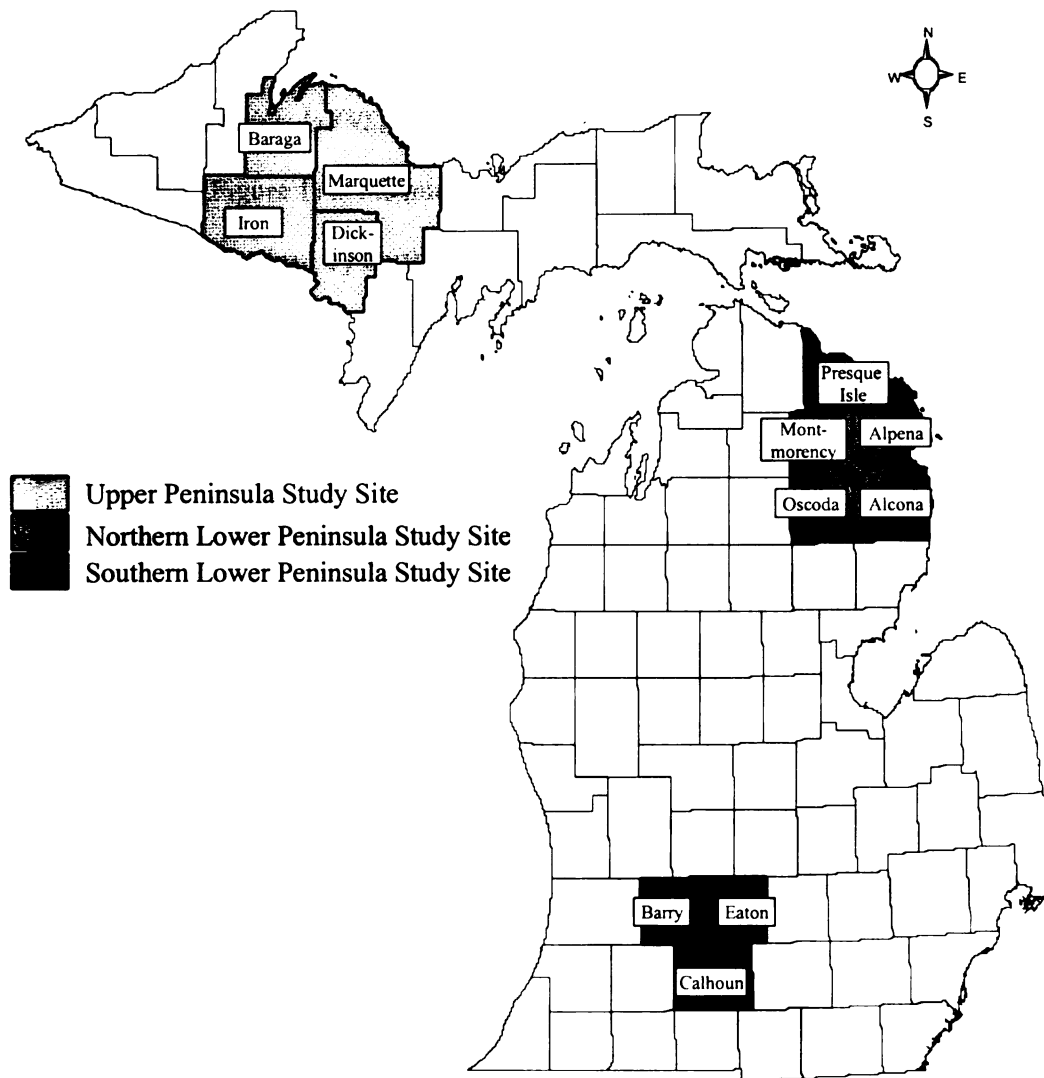 N
W E
S
Baraga
Marquette
Iron
Dick-
inson
Presque
Isle
Mont-
morency
Alpena
Oscoda
Alcona
Upper Peninsula Study Site
Northern Lower Peninsula Study Site
Southern Lower Peninsula Study Site
Barry
Eaton
Calhoun